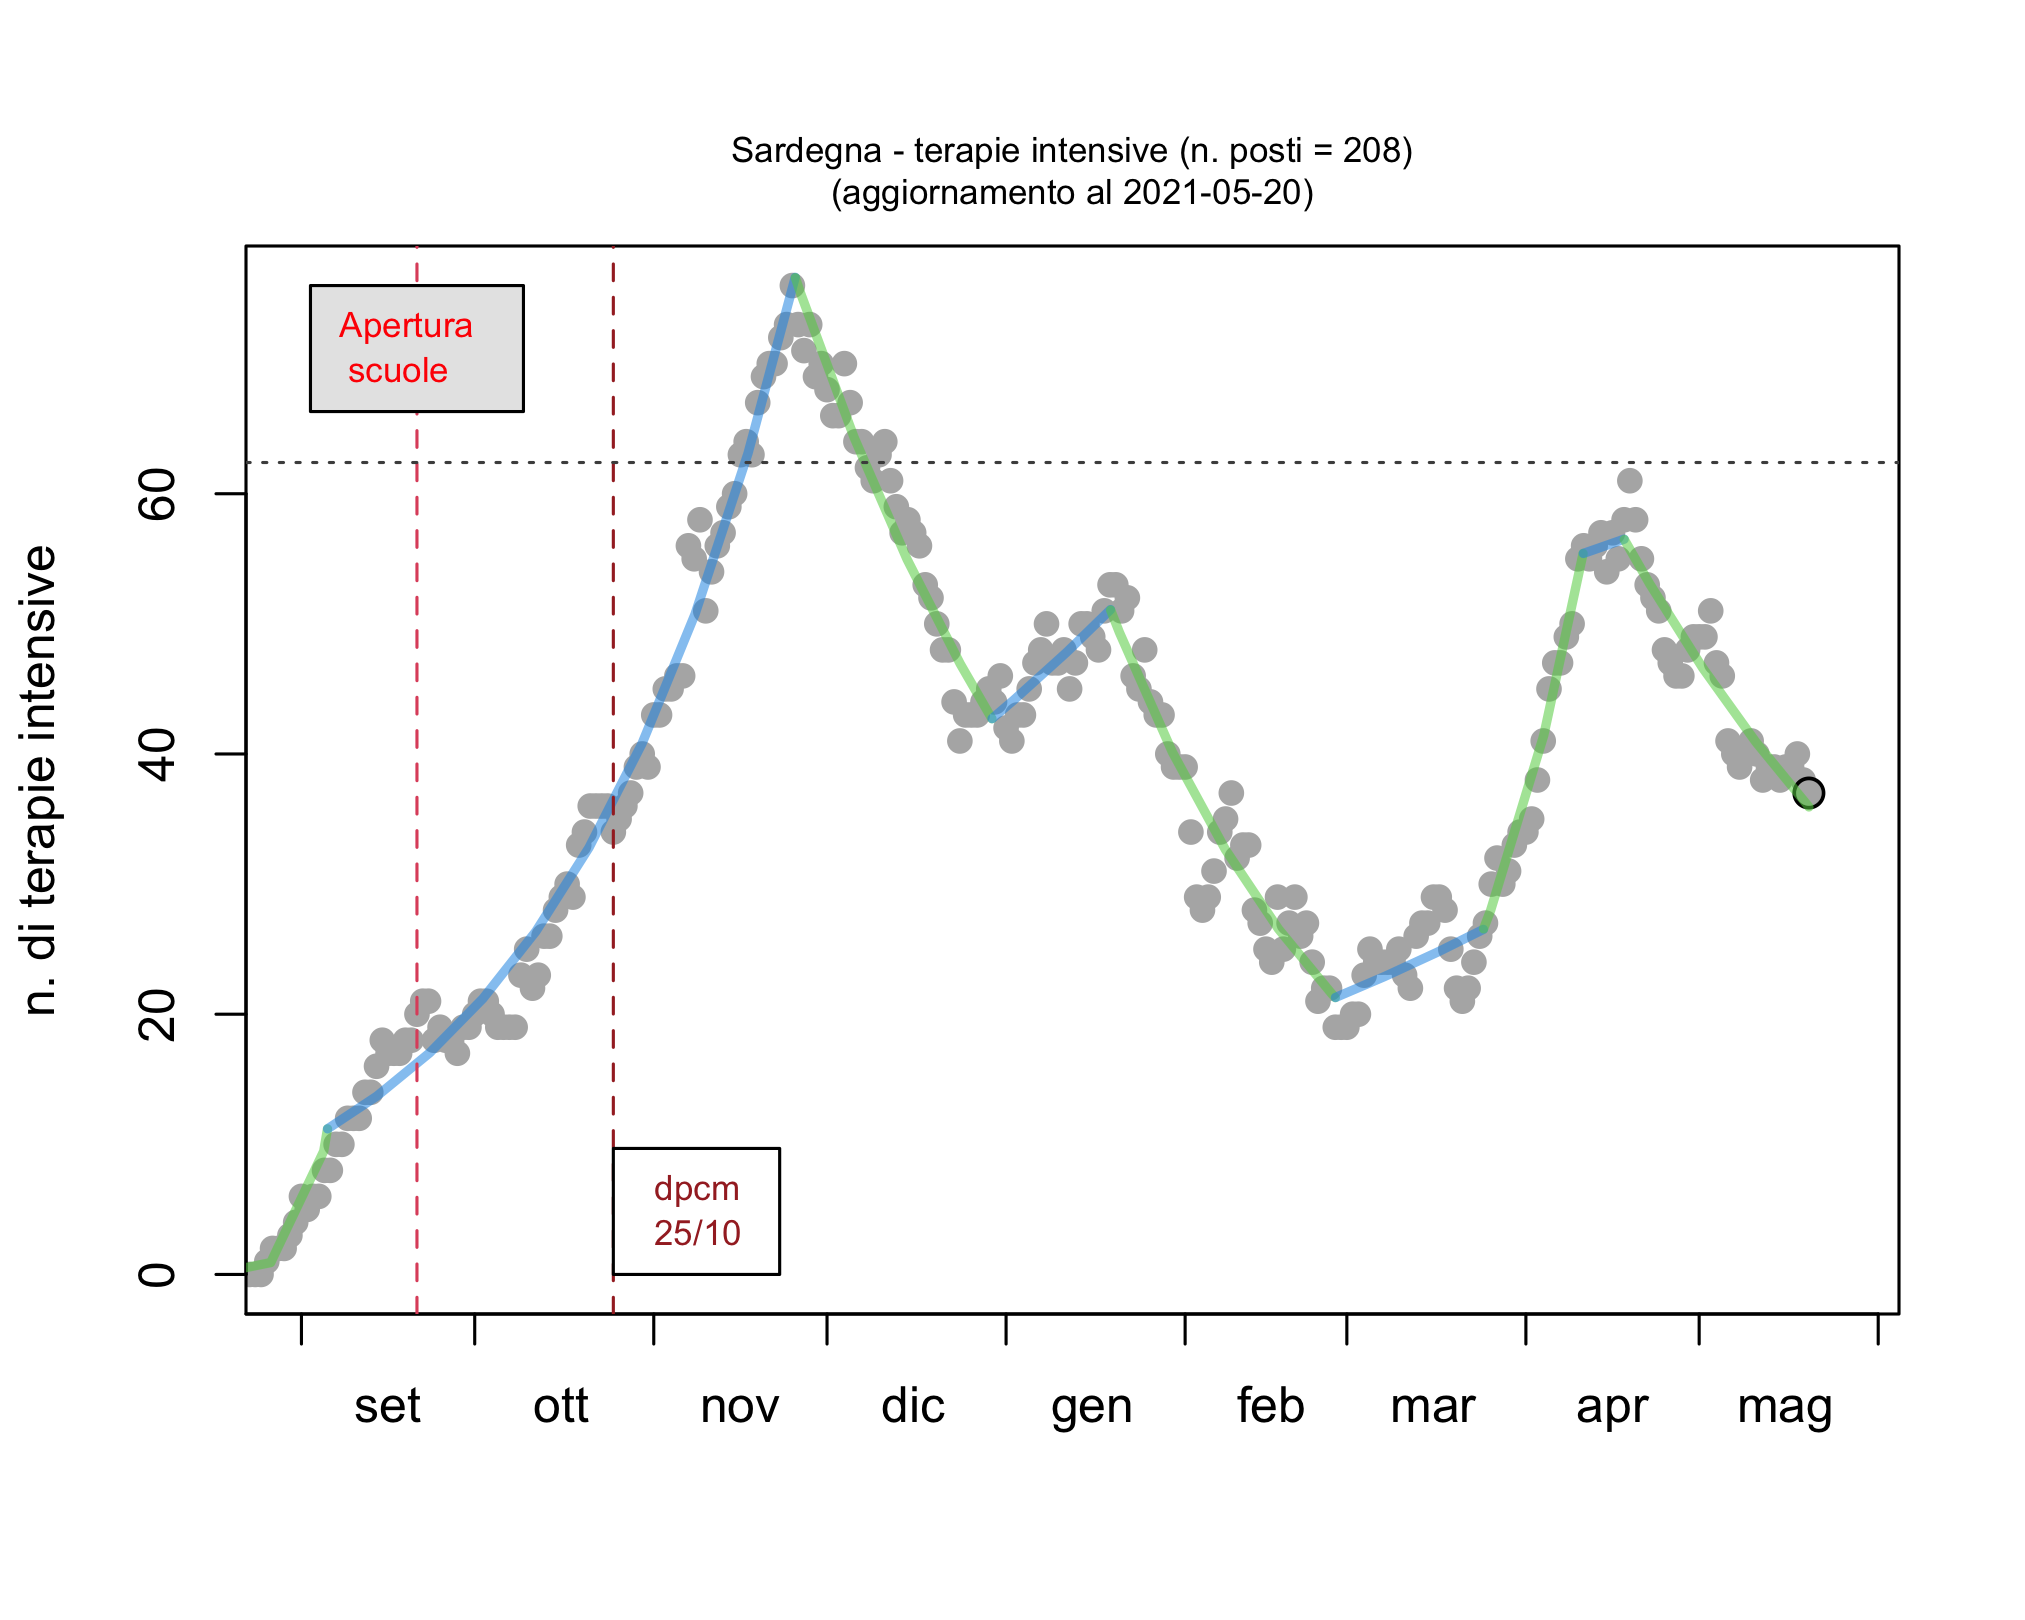 Sardegna - terapie intensive (n. posti = 208)
(aggiornamento al 2021-05-20)
Apertura
scuole
n. di terapie intensive
60
40
20
0
dpcm
25/10
set ott nov dic gen feb mar apr mag